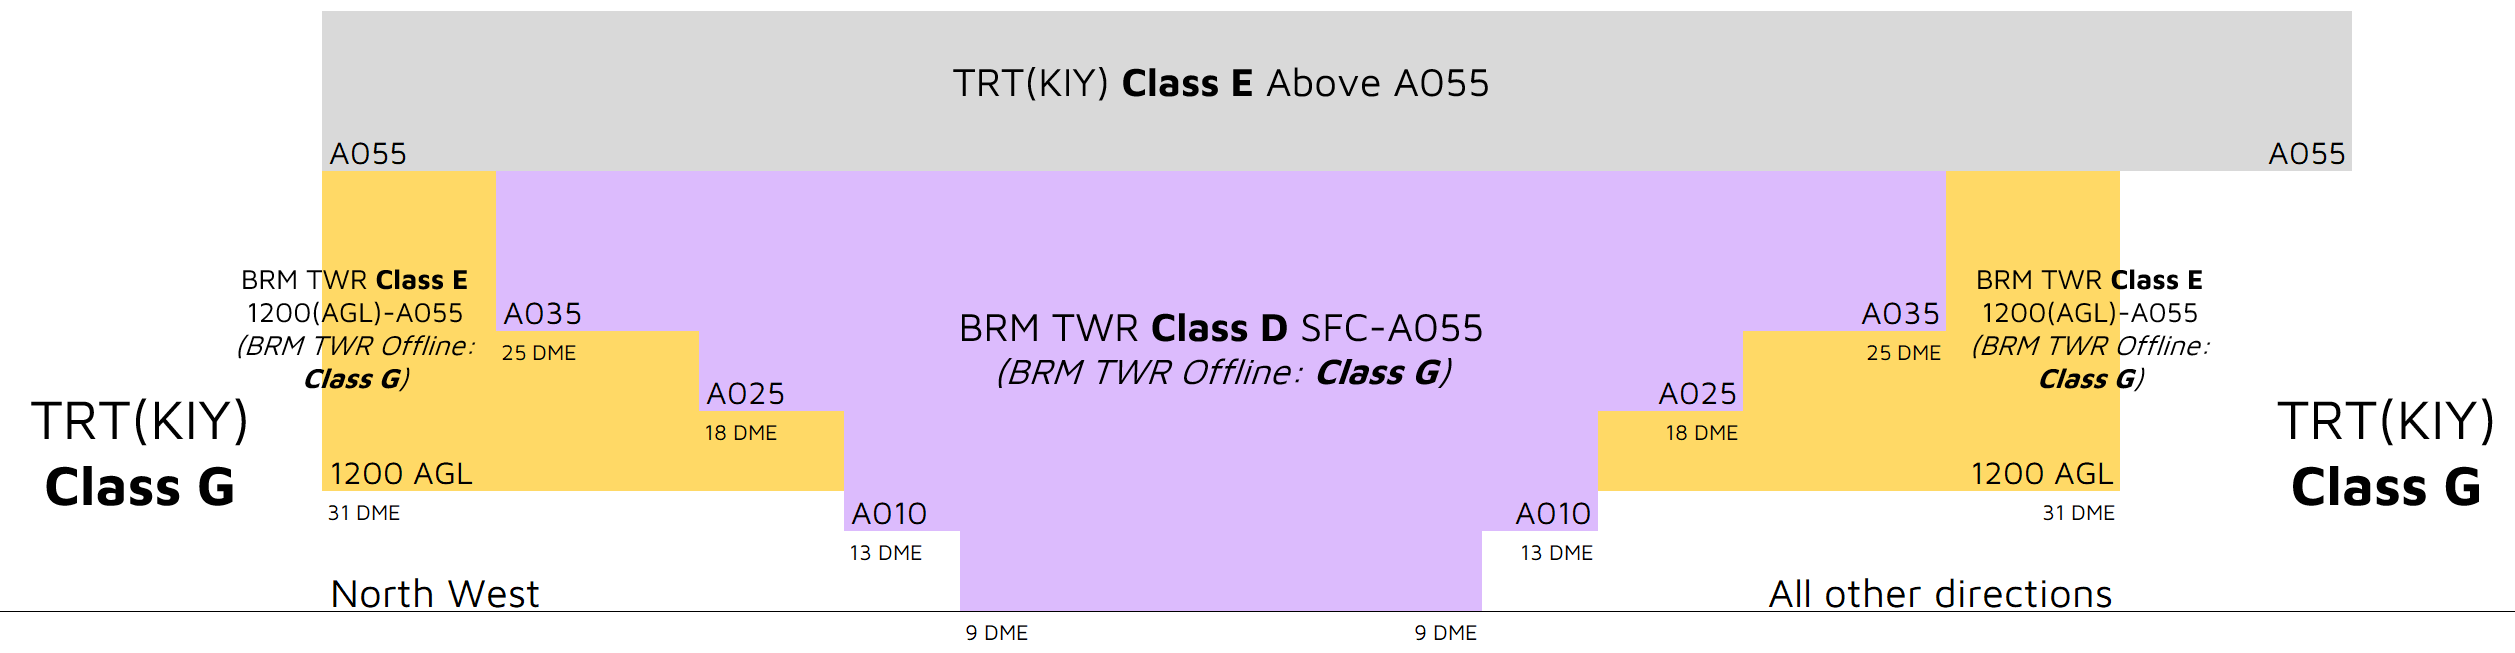 TRT(KIY) Class E Above A055
A055
A055
BRM TWR Class E
1200(AGL)-A055
(BRM TWR Offline:
Class G)
BRM TWR Class E
1200(AGL)-A055
(BRM TWR Offline:
Class G)
A035
25 DME
A035
25 DME
BRM TWR Class D SFC-A055
(BRM TWR Offline: Class G)
A025
18 DME
A025
18 DME
TRT(KIY)
Class G
TRT(KIY)
Class G
1200 AGL
31 DME
1200 AGL
31 DME
A010
13 DME
A010
13 DME
North West
All other directions
9 DME
9 DME